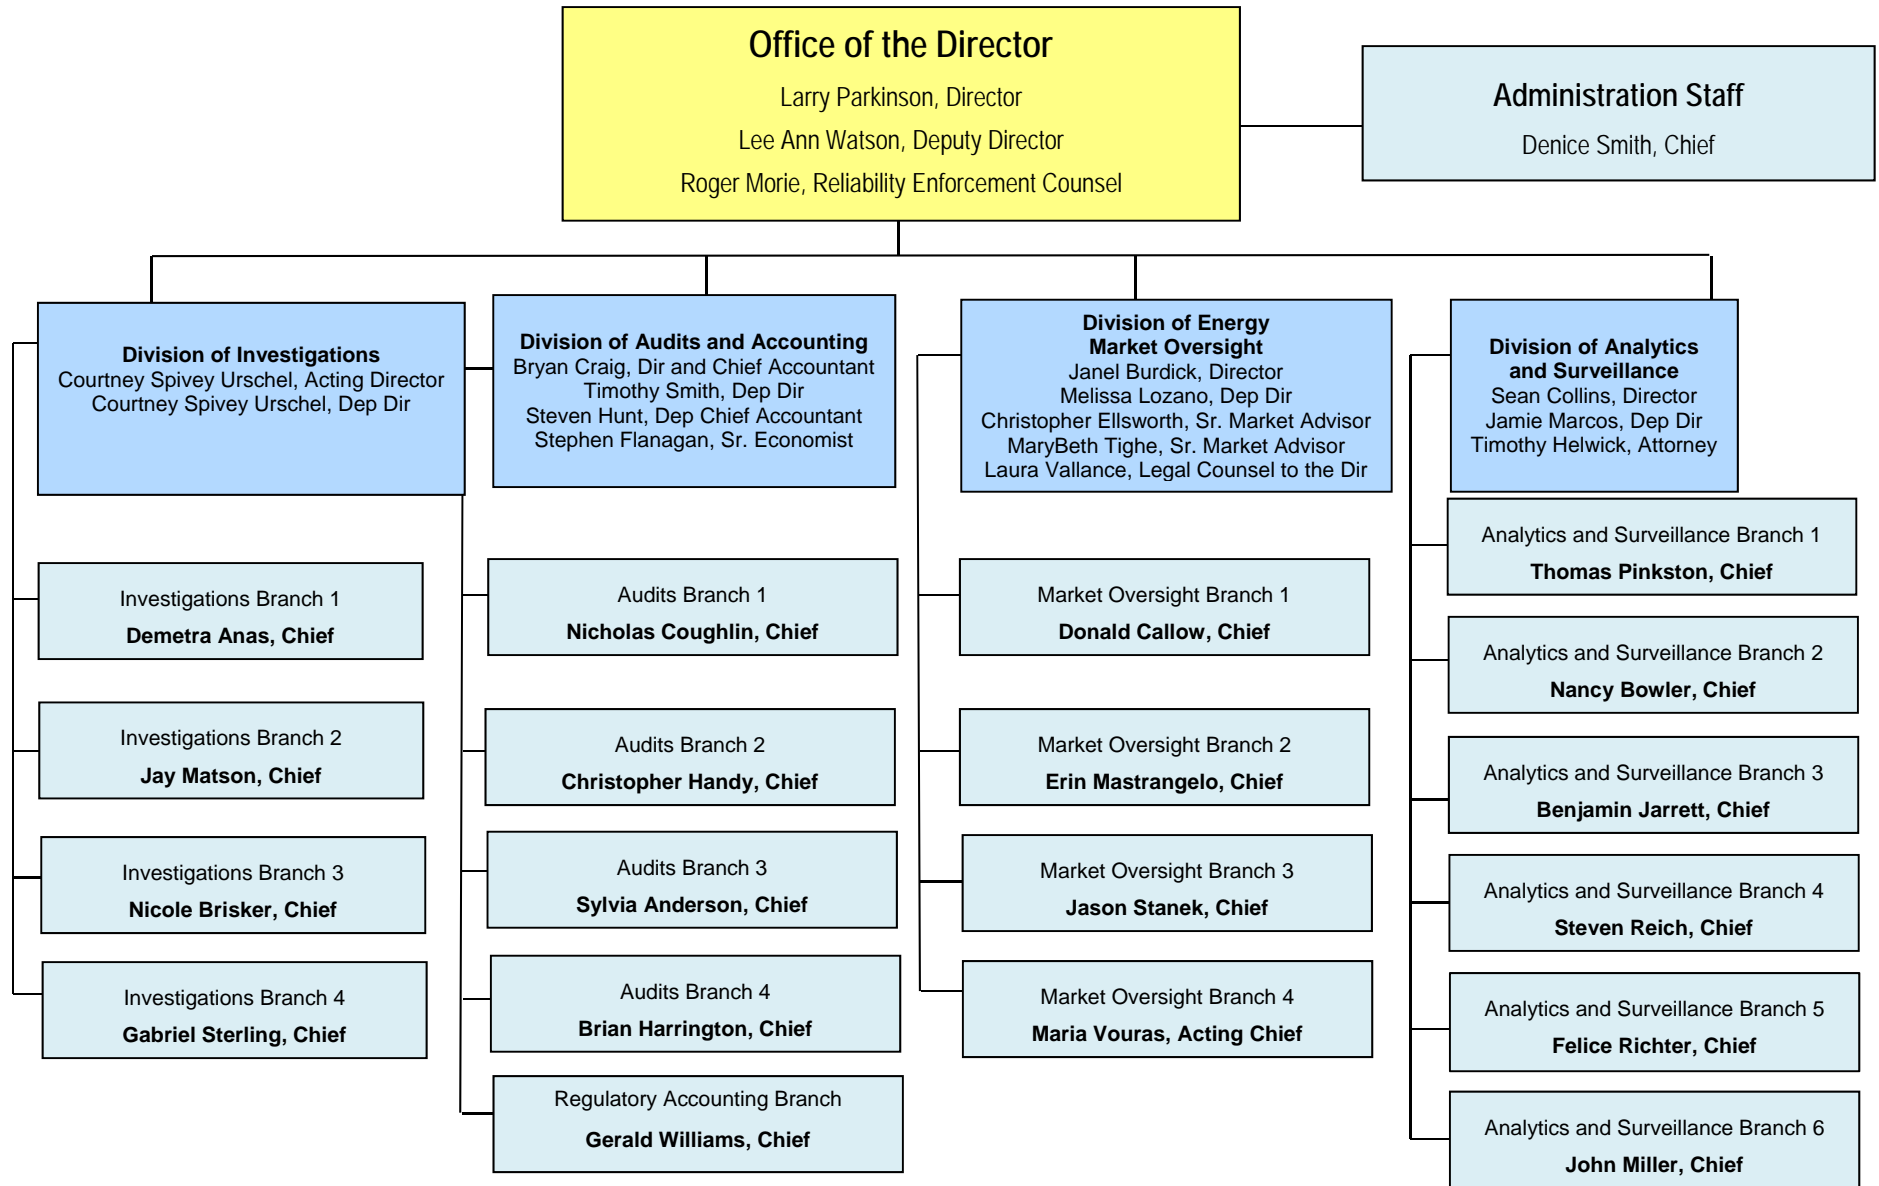 Office of the Director
Larry Parkinson, Director
Lee Ann Watson, Deputy Director
Roger Morie, Reliability Enforcement Counsel
Administration Staff
Denice Smith, Chief
Division of Investigations
Courtney Spivey Urschel, Acting Director
Courtney Spivey Urschel, Dep Dir
Investigations Branch 1
Demetra Anas, Chief
Investigations Branch 2
Jay Matson, Chief
Investigations Branch 3
Nicole Brisker, Chief
Investigations Branch 4
Gabriel Sterling, Chief
Division of Audits and Accounting
Bryan Craig, Dir and Chief Accountant
Timothy Smith, Dep Dir
Steven Hunt, Dep Chief Accountant
Stephen Flanagan, Sr. Economist
Audits Branch 1
Nicholas Coughlin, Chief
Audits Branch 2
Christopher Handy, Chief
Audits Branch 3
Sylvia Anderson, Chief
Audits Branch 4
Brian Harrington, Chief
Regulatory Accounting Branch
Gerald Williams, Chief
Division of Energy
Market Oversight
Janel Burdick, Director
Melissa Lozano, Dep Dir
Christopher Ellsworth, Sr. Market Advisor
MaryBeth Tighe, Sr. Market Advisor
Laura Vallance, Legal Counsel to the Dir
Market Oversight Branch 1
Donald Callow, Chief
Market Oversight Branch 2
Erin Mastrangelo, Chief
Market Oversight Branch 3
Jason Stanek, Chief
Market Oversight Branch 4
Maria Vouras, Acting Chief
Division of Analytics
and Surveillance
Sean Collins, Director
Jamie Marcos, Dep Dir
Timothy Helwick, Attorney
Analytics and Surveillance Branch 1
Thomas Pinkston, Chief
Analytics and Surveillance Branch 2
Nancy Bowler, Chief
Analytics and Surveillance Branch 3
Benjamin Jarrett, Chief
Analytics and Surveillance Branch 4
Steven Reich, Chief
Analytics and Surveillance Branch 5
Felice Richter, Chief
Analytics and Surveillance Branch 6
John Miller, Chief